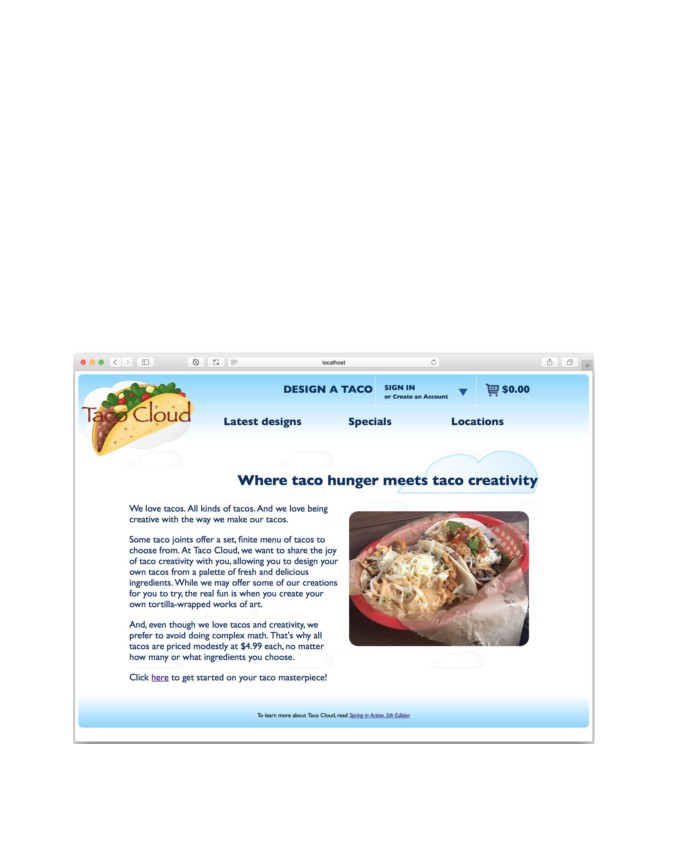 localhost
DESIGN A TACO
SIGN IN
or Create an Account
$0.00
Taco Cloud
Latest designs
Specials
Locations
Where taco hunger meets taco creativity
We love tacos. All kinds of tacos. And we love being
creative with the way we make our tacos.
Some taco joints offer a set, finite menu of tacos to
choose from. At Taco Cloud, we want to share the joy
of taco creativity with you, allowing you to design your
own tacos from a palette of fresh and delicious
ingredients. While we may offer some of our creations
for you to try, the real fun is when you create your
own tortilla-wrapped works of art.
And, even though we love tacos and creativity, we
prefer to avoid doing complex math. That's why all
tacos are priced modestly at $4.99 each, no matter
how many or what ingredients you choose.
Click here to get started on your taco masterpiece!
To learn more about Taco Cloud, read Spring in Action, 5th Edition